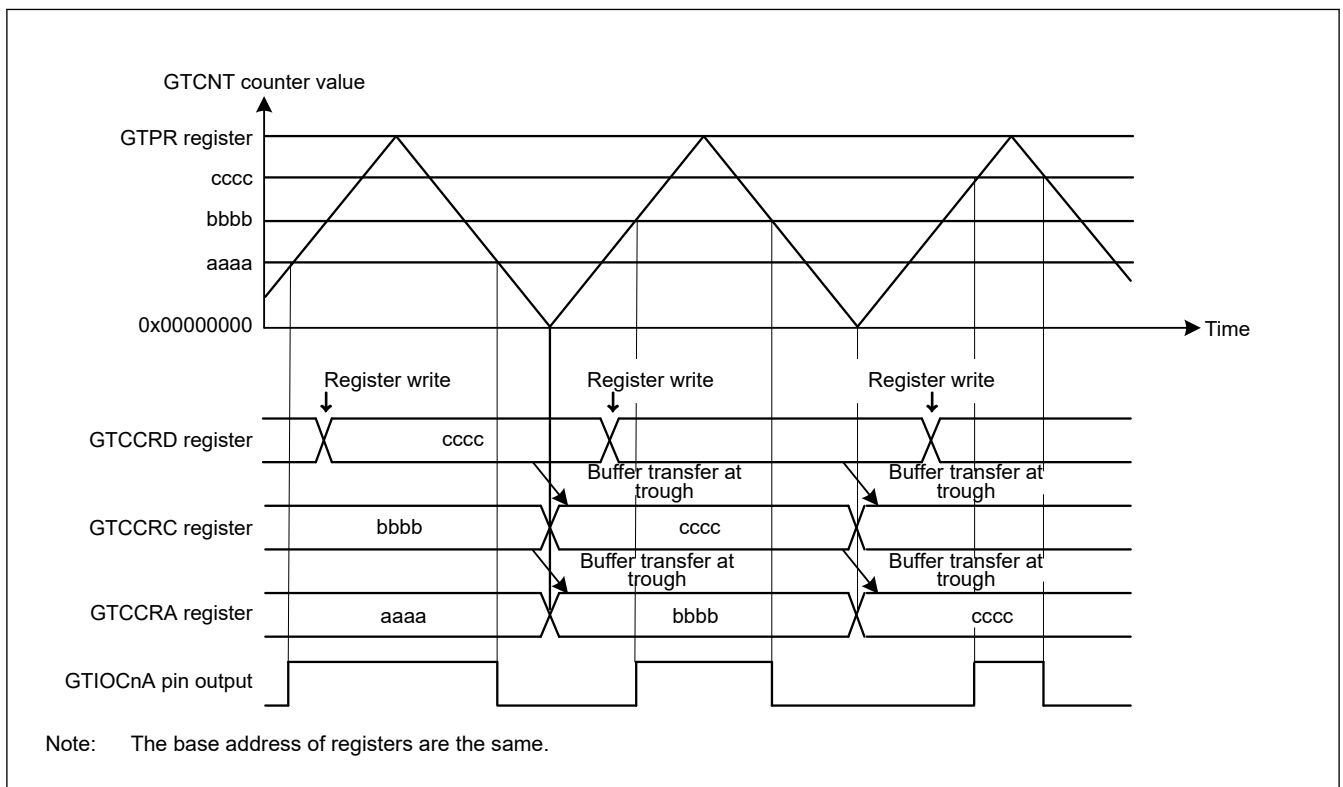 GTCNT counter value
GTPR register
cccc
bbbb
aaaa
0x00000000
Time
Register write
Register write
Register write
GTCCRD register
cccc
Buffer transfer at
trough
Buffer transfer at
trough
GTCCRC register
bbbb
cccc
Buffer transfer at
trough
Buffer transfer at
trough
GTCCRA register
aaaa
bbbb
cccc
GTIOCnA pin output
Note: The base address of registers are the same.